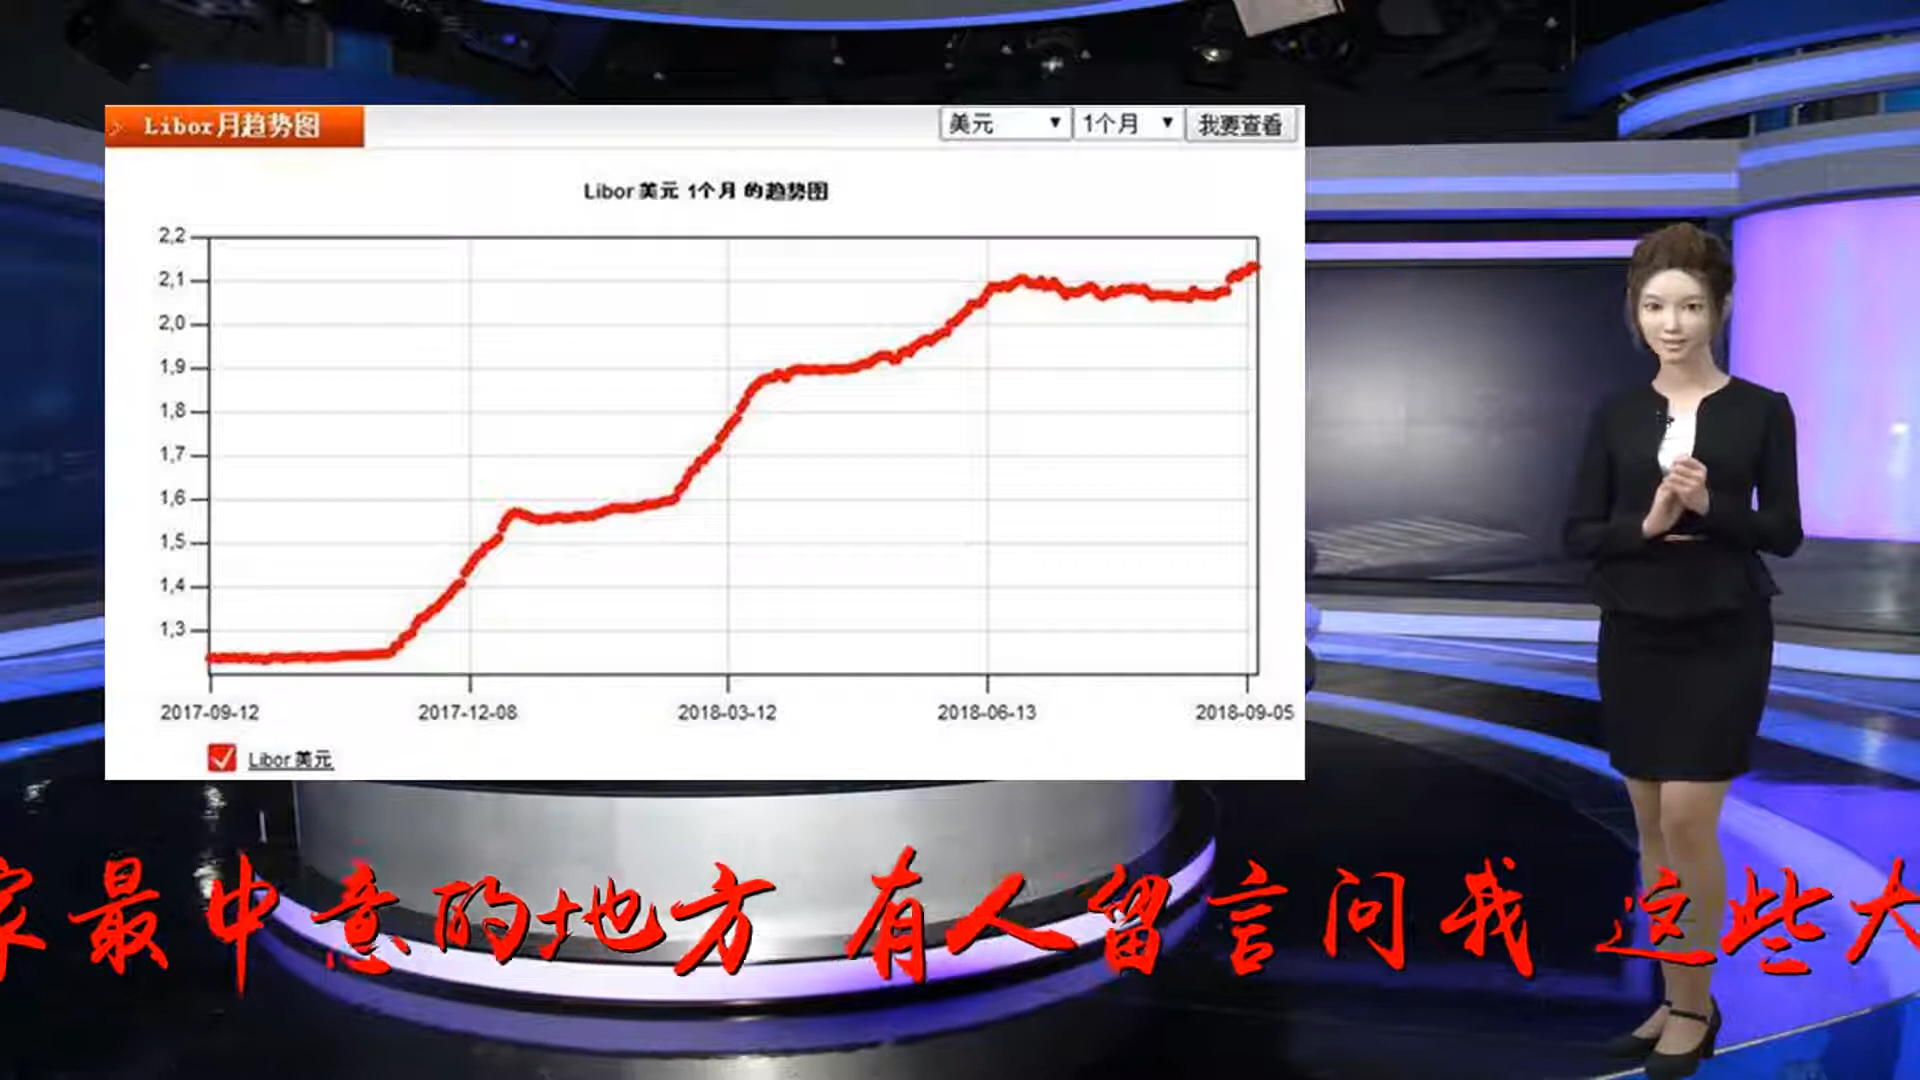 Libor月趋势图
美元 1个月 我要查看
Libor 美元 1个月 的趋势图
2,2
2,1
2,0
1,9
1,8
1,7
1,6
1,5
1,4
1,3
2017-09-12 2017-12-08 2018-03-12 2018-06-13 2018-09-05
Libor 美元
家最中意的地方 有人留言问我 这些大